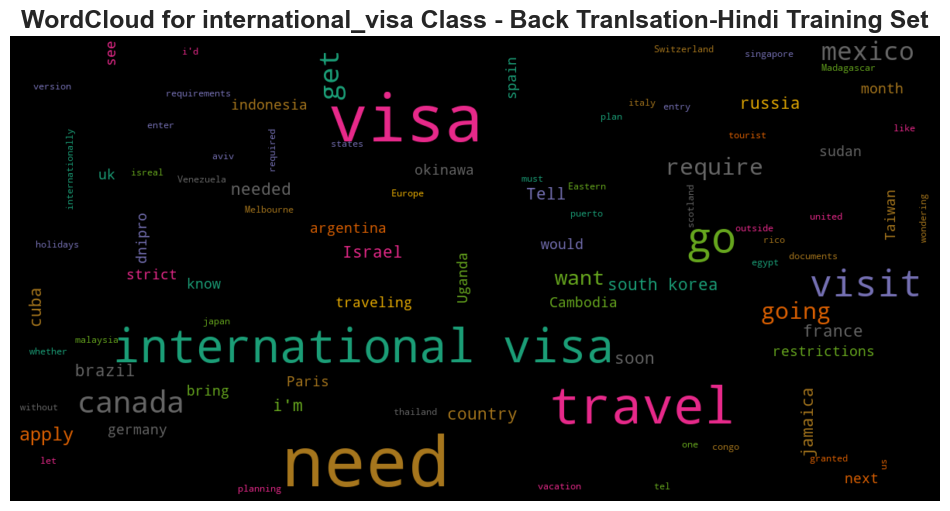 WordCloud for international_visa Class - Back Tranlsation-Hindi Training Set
see
i'd
get
spain
Switzerland
singapore
mexico
Madagascar
version
requirements
indonesia
visa
italy
entry
russia
month
plan
enter
internationally
required
states
tourist
like
aviv
require
sudan
uk
isreal
Venezuela
needed
okinawa
must
Tell
Eastern
Europe
scotland
Taiwan
wondering
Melbourne
puerto
united
dnipro
argentina
go
outside
rico
holidays
Israel
would
documents
egypt
strict
know
Uganda
want
south korea
visit
cuba
traveling
Cambodia
going
japan
france
malaysia
whether
international visa
soon
restrictions
brazil
Paris
bring
canada
i'm
travel
jamaica
without
thailand
country
apply
germany
need
one
congo
let
granted
us
next
planning
vacation
tel